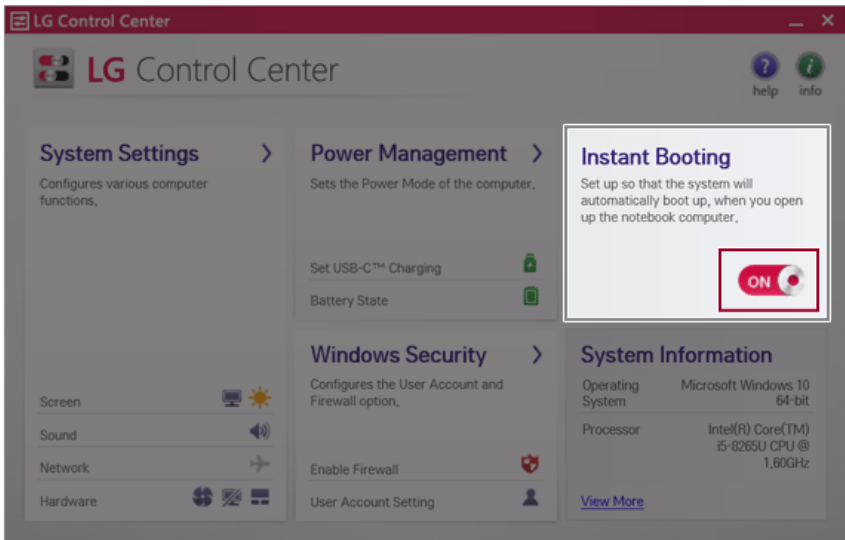 LG Control Center
LG Control Center
help
info
System Settings
Configures various computer
functions.
Screen
Sound
Network
Hardware
Power Management
Sets the Power Mode of the computer.
Set USB-C™ Charging
Battery State
Instant Booting
Set up so that the system will
automatically boot up, when you open
up the notebook computer.
ON
Windows Security
Configures the User Account and
Firewall option.
Enable Firewall
User Account Setting
System Information
Operating System
Microsoft Windows 10
64-bit
Processor
Intel(R) Core(TM)
i5-8265U CPU @
1.60GHz
View More